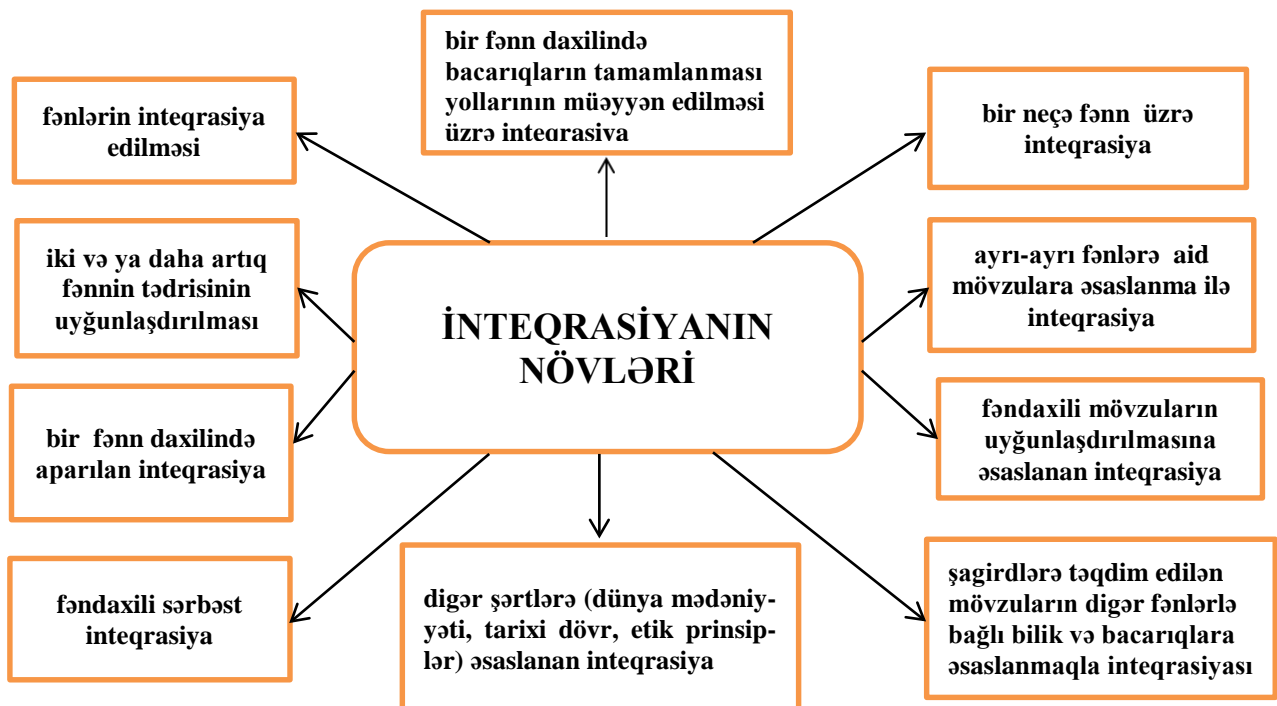 bir fənn daxilində
bacarıqların tamamlanması
yollarının müəyyən edilməsi
üzrə inteqrasiya
fənlərin inteqrasiya
edilməsi
bir neçə fənn üzrə
inteqrasiya
iki və ya daha artıq
fənnin tədrisinin
uyğunlaşdırılması
İNTEQRASİYANIN
NÖVLƏRİ
ayrı-ayrı fənlərə aid
mövzulara əsaslanma ilə
inteqrasiya
bir fənn daxilində
aparılan inteqrasiya
fəndaxili mövzuların
uyğunlaşdırılmasına
əsaslanan inteqrasiya
fəndaxili sərbəst
inteqrasiya
digər şərtlərə (dünya mədəniy-
yəti, tarixi dövr, etik prinsip-
lər) əsaslanan inteqrasiya
şagirdlərə təqdim edilən
mövzuların digər fənlərlə
bağlı bilik və bacarıqlara
əsaslanmaqla inteqrasiyası